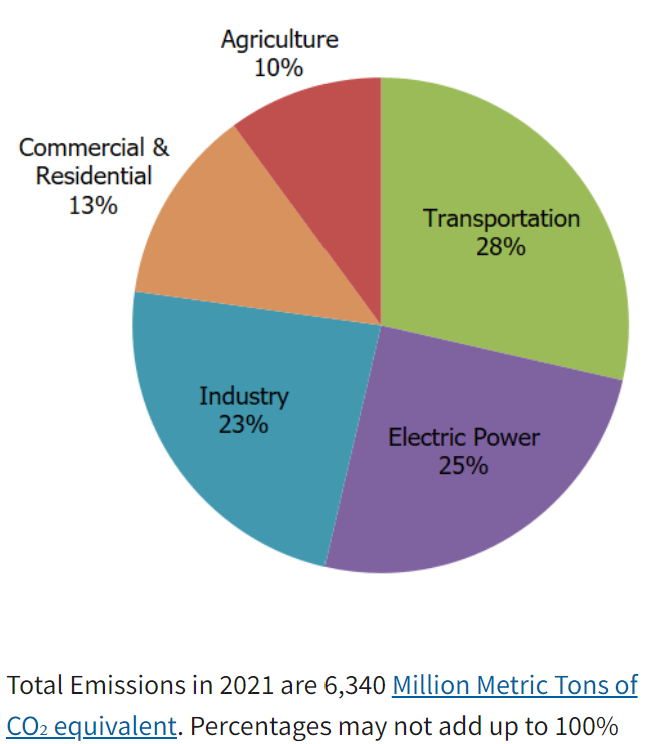 Agriculture
10%
Commercial &
Residential
13%
Transportation
28%
Industry
23%
Electric Power
25%
Total Emissions in 2021 are 6,340 Million Metric Tons of
CO₂ equivalent. Percentages may not add up to 100%